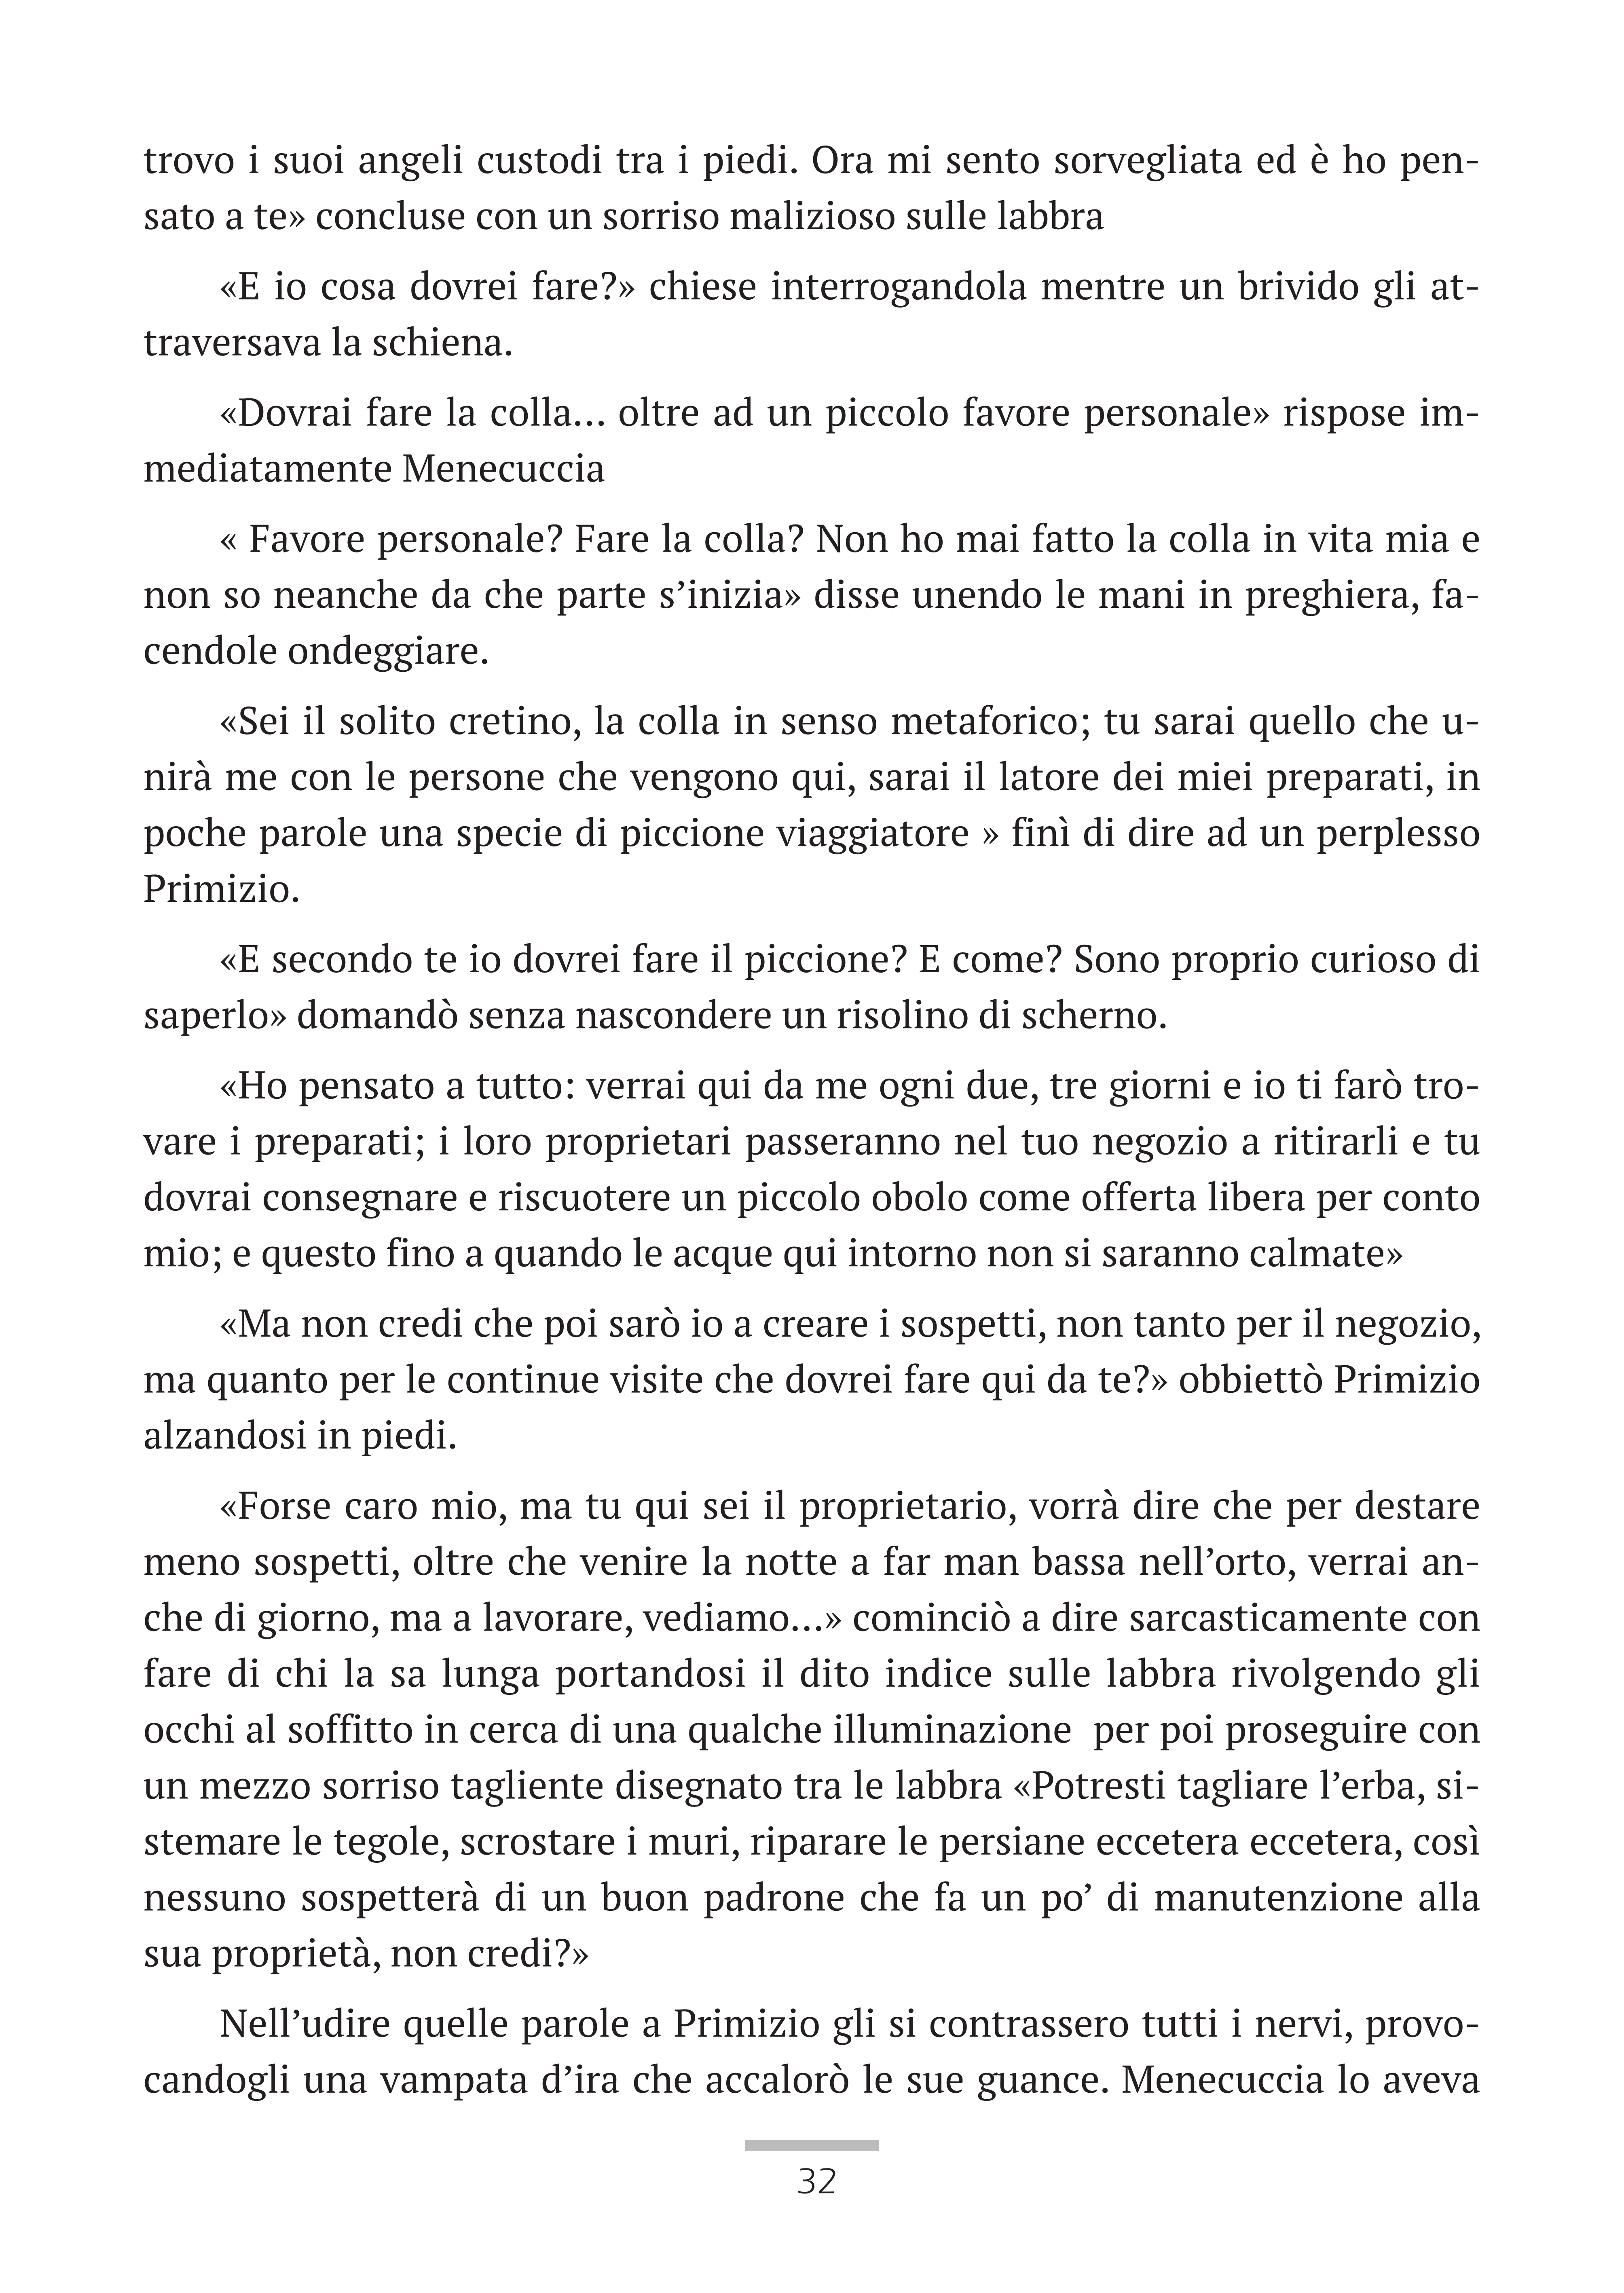 trovo i suoi angeli custodi tra i piedi. Ora mi sento sorvegliata ed è ho pen-
sato a te» concluse con un sorriso malizioso sulle labbra
«E io cosa dovrei fare?» chiese interrogandola mentre un brivido gli at-
traversava la schiena.
«Dovrai fare la colla… oltre ad un piccolo favore personale» rispose im-
mediatamente Menecuccia
« Favore personale? Fare la colla? Non ho mai fatto la colla in vita mia e
non so neanche da che parte s’inizia» disse unendo le mani in preghiera, fa-
cendole ondeggiare.
«Sei il solito cretino, la colla in senso metaforico; tu sarai quello che u-
nirà me con le persone che vengono qui, sarai il latore dei miei preparati, in
poche parole una specie di piccione viaggiatore » finì di dire ad un perplesso
Primizio.
«E secondo te io dovrei fare il piccione? E come? Sono proprio curioso di
saperlo» domandò senza nascondere un risolino di scherno.
«Ho pensato a tutto: verrai qui da me ogni due, tre giorni e io ti farò tro-
vare i preparati; i loro proprietari passeranno nel tuo negozio a ritirarli e tu
dovrai consegnare e riscuotere un piccolo obolo come offerta libera per conto
mio; e questo fino a quando le acque qui intorno non si saranno calmate»
«Ma non credi che poi sarò io a creare i sospetti, non tanto per il negozio,
ma quanto per le continue visite che dovrei fare qui da te?» obbiettò Primizio
alzandosi in piedi.
«Forse caro mio, ma tu qui sei il proprietario, vorrà dire che per destare
meno sospetti, oltre che venire la notte a far man bassa nell’orto, verrai an-
che di giorno, ma a lavorare, vediamo…» cominciò a dire sarcasticamente con
fare di chi la sa lunga portandosi il dito indice sulle labbra rivolgendo gli
occhi al soffitto in cerca di una qualche illuminazione  per poi proseguire con
un mezzo sorriso tagliente disegnato tra le labbra «Potresti tagliare l’erba, si-
stemare le tegole, scrostare i muri, riparare le persiane eccetera eccetera, così
nessuno sospetterà di un buon padrone che fa un po’ di manutenzione alla
sua proprietà, non credi?»
Nell’udire quelle parole a Primizio gli si contrassero tutti i nervi, provo-
candogli una vampata d’ira che accalorò le sue guance. Menecuccia lo aveva
32